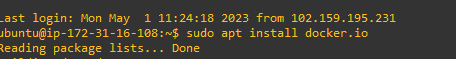 Last login: Mon May  1 11:24:18 2023 from 102.159.195.231
ubuntu@ip-172-31-16-108:~$ sudo apt install docker.io
Reading package lists... Done